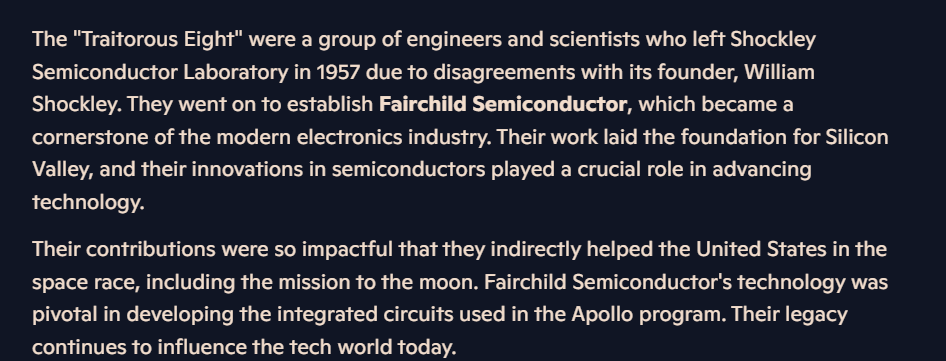 The "Traitorous Eight" were a group of engineers and scientists who left Shockley
Semiconductor Laboratory in 1957 due to disagreements with its founder, William
Shockley. They went on to establish Fairchild Semiconductor, which became a
cornerstone of the modern electronics industry. Their work laid the foundation for Silicon
Valley, and their innovations in semiconductors played a crucial role in advancing
technology.
Their contributions were so impactful that they indirectly helped the United States in the
space race, including the mission to the moon. Fairchild Semiconductor's technology was
pivotal in developing the integrated circuits used in the Apollo program. Their legacy
continues to influence the tech world today.